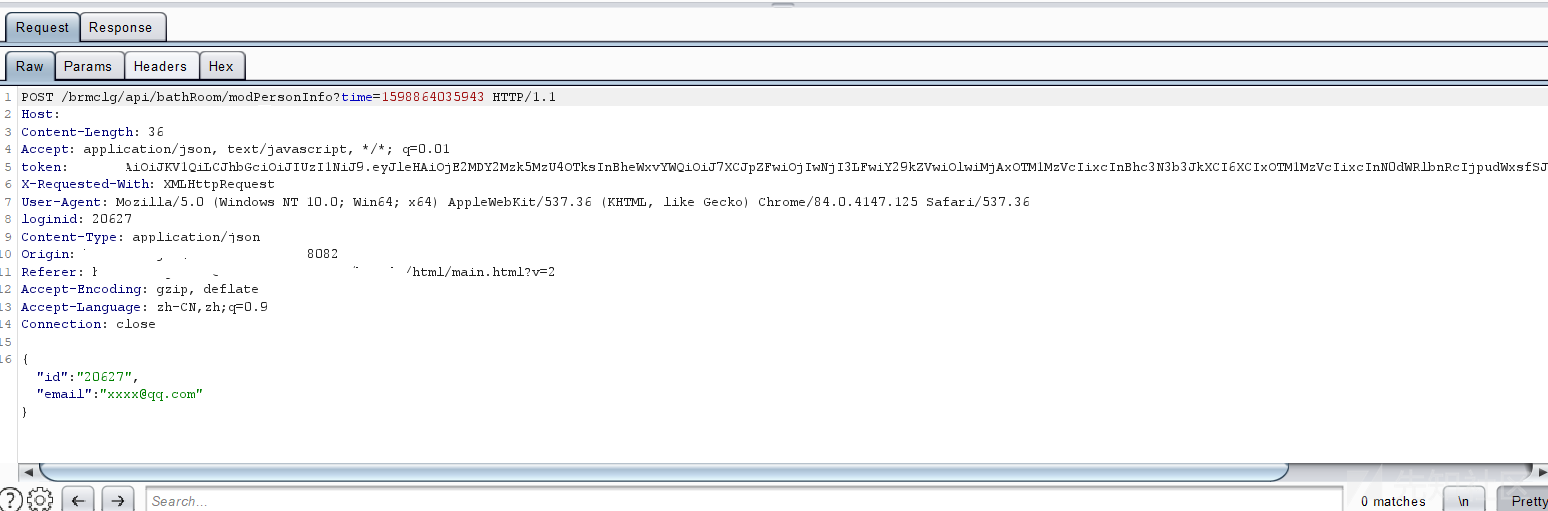 Request Response
Raw Params Headers Hex
1 POST /brmclg/api/bathRoom/modPersonInfo?time=1598864035943 HTTP/1.1
2 Host:
3 Content-Length: 36
4 Accept: application/json, text/javascript, */*; q=0.01
5 token: AiOiJKV1QiLCJhbGciOiJIUzI1NiJ9.eyJleHAiOjE2MDY2Mzk5MzU4OTksInBheWxvYWQiOiJ7XCJpZFwiOjIwNjI3LFwiY29kZVwiOlwiMjAxOTM1MzVcIixcInBhc3N3b3JkXCI6XCIxOTM1MzVcIixcInN0dWRlbnRcIjpudWxsfSJ
6 X-Requested-With: XMLHttpRequest
7 User-Agent: Mozilla/5.0 (Windows NT 10.0; Win64; x64) AppleWebKit/537.36 (KHTML, like Gecko) Chrome/84.0.4147.125 Safari/537.36
8 loginid: 20627
9 Content-Type: application/json
10 Origin: 8082
11 Referer: h /html/main.html?v=2
12 Accept-Encoding: gzip, deflate
13 Accept-Language: zh-CN,zh;q=0.9
14 Connection: close
15
16 {
"id":"20627",
"email":"xxxx@qq.com"
}
? Search... 0 matches \n Pretty